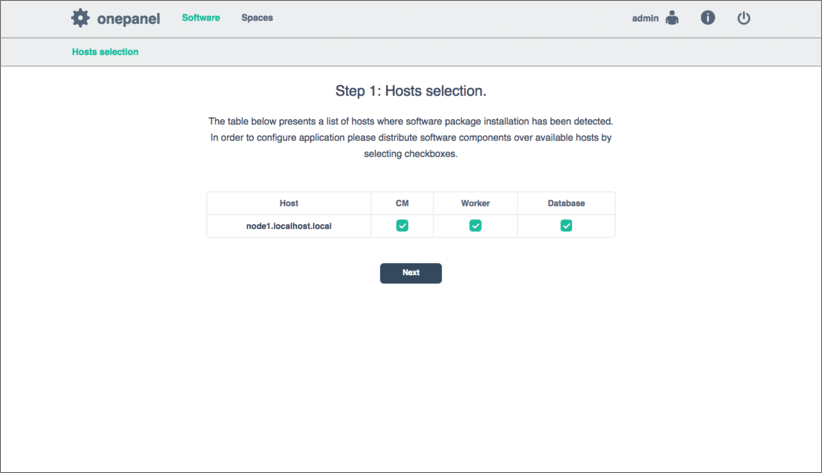 onepanel Software Spaces admin
Hosts selection
Step 1: Hosts selection.
The table below presents a list of hosts where software package installation has been detected.
In order to configure application please distribute software components over available hosts by
selecting checkboxes.
Host CM Worker Database
node1.localhost.local
Next